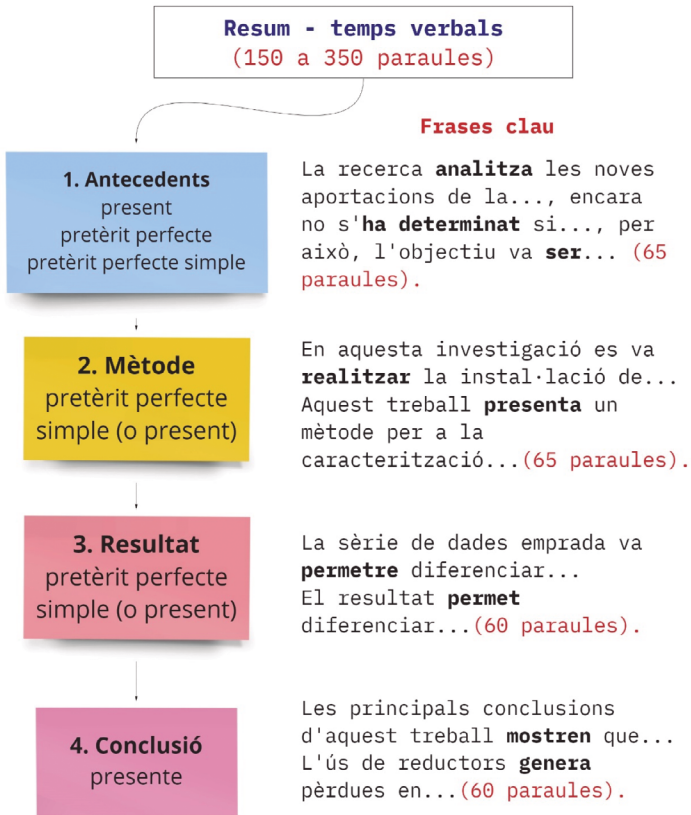 Resum - temps verbals
(150 a 350 paraules)
Frases clau
1. Antecedents
present
pretèrit perfecte
pretèrit perfecte simple
La recerca analitza les noves
aportacions de la..., encara
no s'ha determinat si..., per
això, l'objectiu va ser... (65
paraules).
2. Mètode
pretèrit perfecte
simple (o present)
En aquesta investigació es va
realitzar la instal·lació de...
Aquest treball presenta un
mètode per a la
caracterització...(65 paraules).
3. Resultat
pretèrit perfecte
simple (o present)
La sèrie de dades emprada va
permetre diferenciar...
El resultat permet
diferenciar...(60 paraules).
4. Conclusió
presente
Les principals conclusions
d'aquest treball mostren que...
L'ús de reductors genera
pèrdues en...(60 paraules).